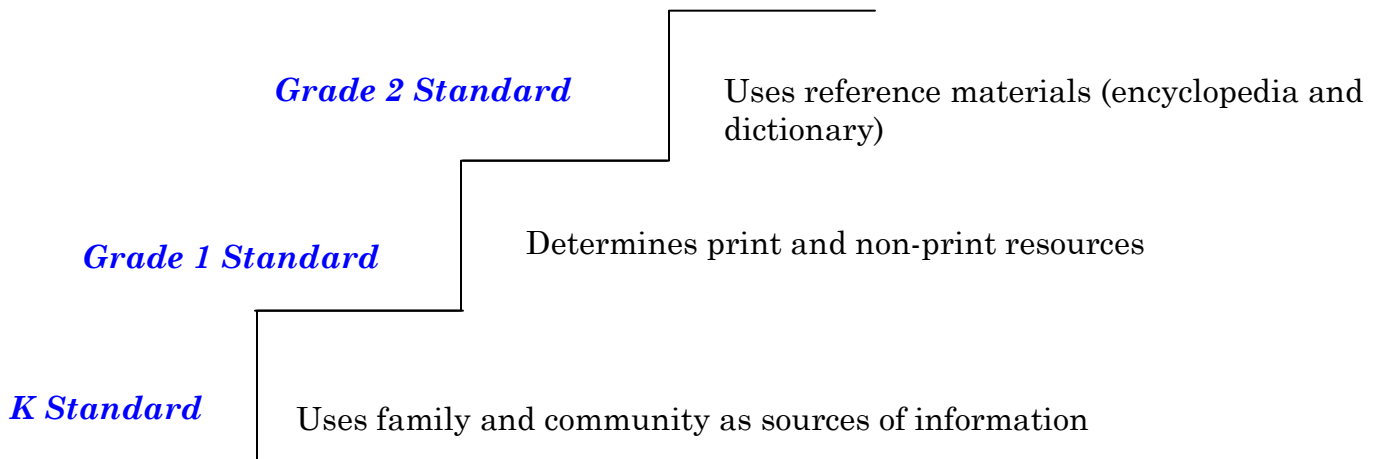 Grade 2 Standard
Uses reference materials (encyclopedia and
dictionary)
Grade 1 Standard
Determines print and non-print resources
K Standard
Uses family and community as sources of information